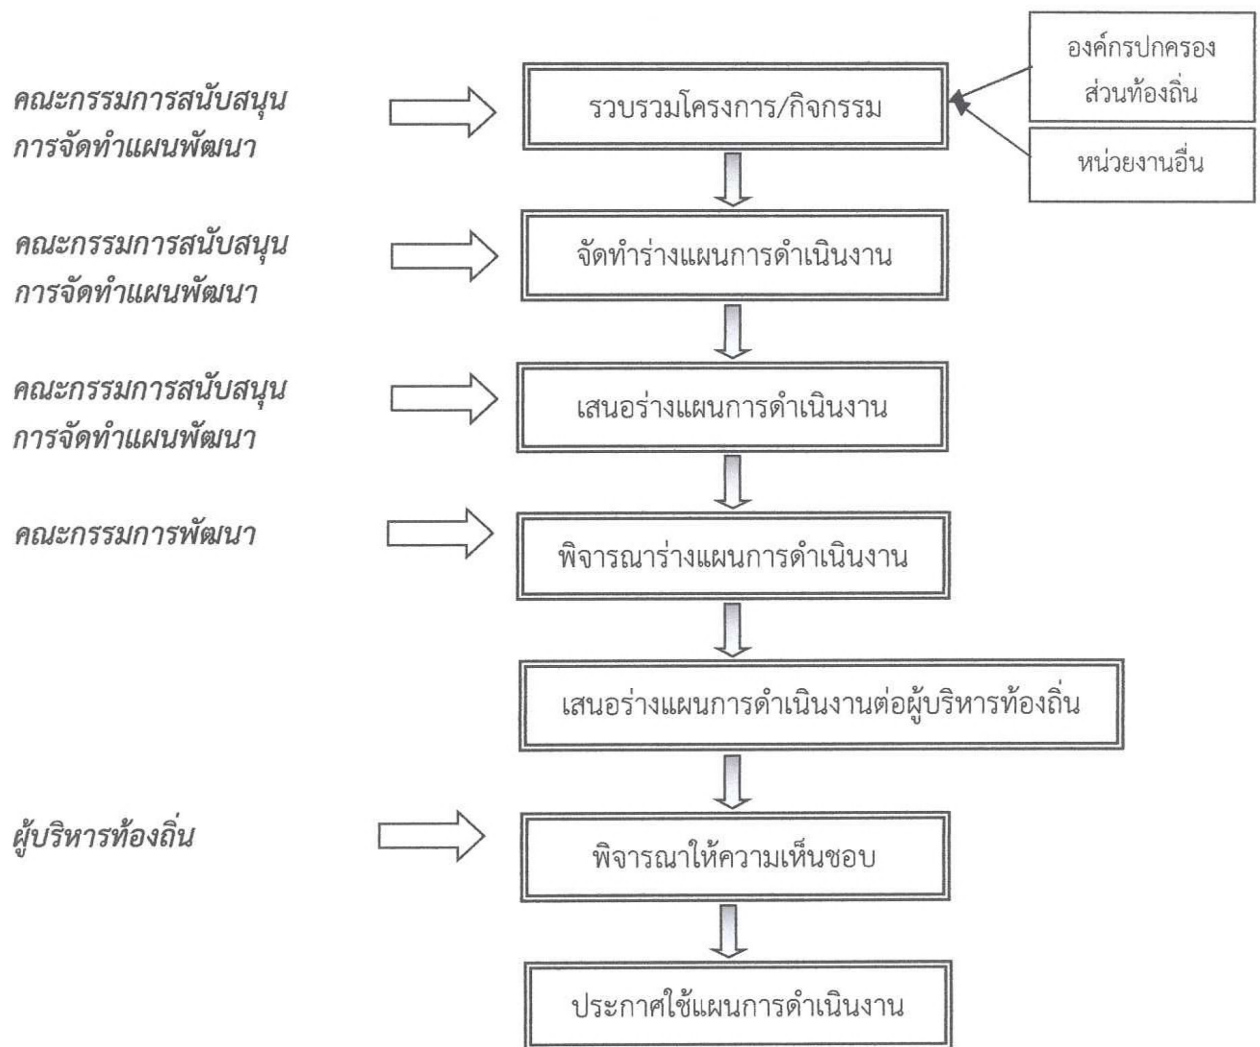 องค์กรปกครอง
ส่วนท้องถิ่น
คณะกรรมการสนับสนุน
การจัดทำแผนพัฒนา
รวบรวมโครงการ/กิจกรรม
หน่วยงานอื่น
คณะกรรมการสนับสนุน
การจัดทำแผนพัฒนา
จัดทำร่างแผนการดำเนินงาน
คณะกรรมการสนับสนุน
การจัดทำแผนพัฒนา
เสนอร่างแผนการดำเนินงาน
คณะกรรมการพัฒนา
พิจารณาร่างแผนการดำเนินงาน
เสนอร่างแผนการดำเนินงานต่อผู้บริหารท้องถิ่น
ผู้บริหารท้องถิ่น
พิจารณาให้ความเห็นชอบ
ประกาศใช้แผนการดำเนินงาน